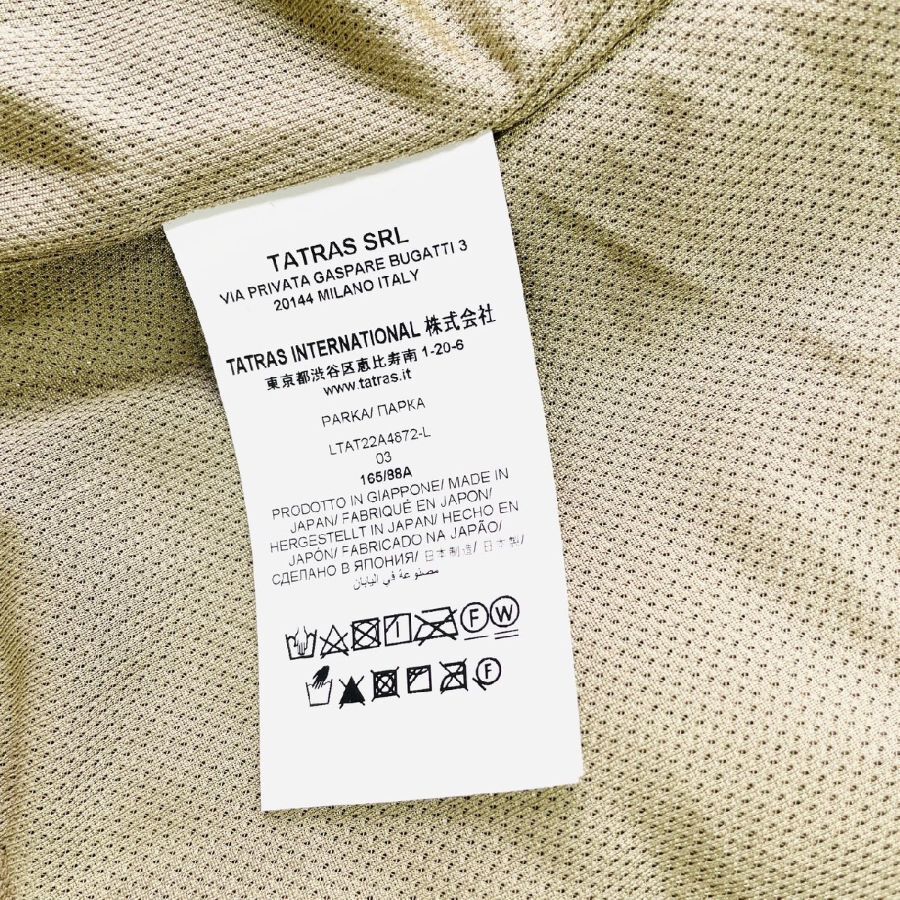 TATRAS SRL
VIA PRIVATA GASPARE BUGATTI 3
20144 MILANO ITALY
TATRAS INTERNATIONAL 株式会社
東京都渋谷区恵比寿南 1-20-6
www.tatras.it
PARKA/ ПАРКА
LTAT22A4872-L
03
165/88A
PRODOTTO IN GIAPPONE/ MADE IN
JAPAN/ FABRIQUÉ EN JAPON/
HERGESTELLT IN JAPAN/ HECHO EN
JAPÓN/ FABRICADO NA JAPÃO/
СДЕЛАНО В ЯПОНИЯ/ 日本制造/ 日本製/
مصنوعة في اليابان
F W
F